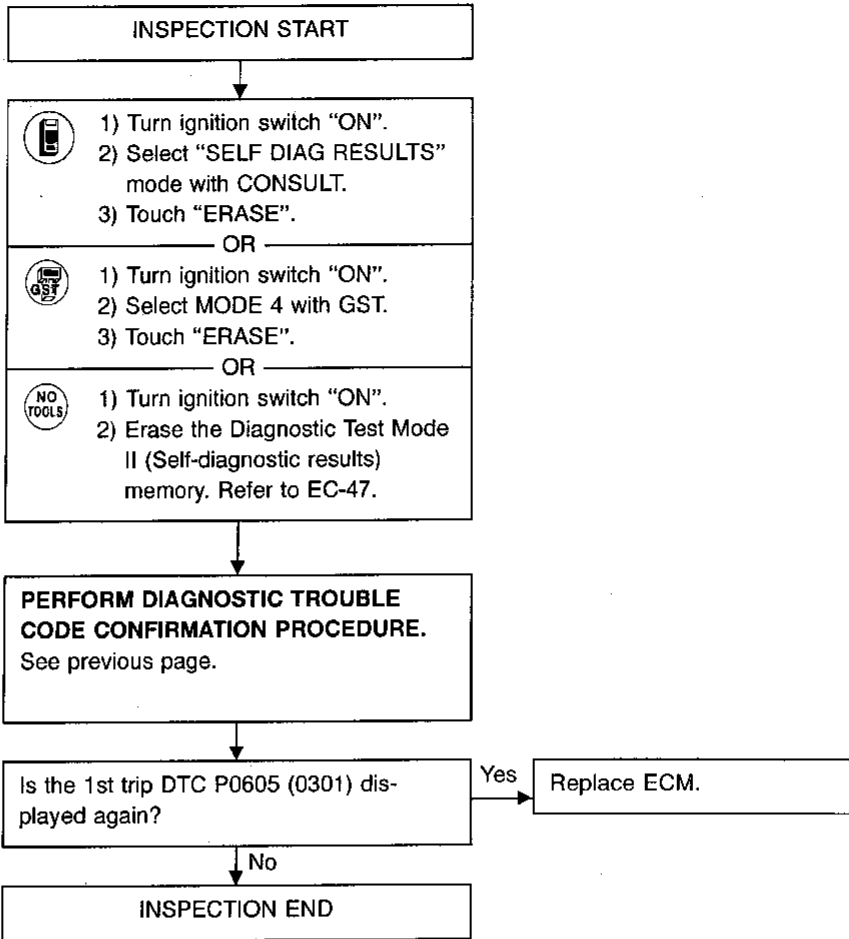 INSPECTION START
1) Turn ignition switch “ON”.
2) Select “SELF DIAG RESULTS”
mode with CONSULT.
3) Touch “ERASE”.
OR
GST
1) Turn ignition switch “ON”.
2) Select MODE 4 with GST.
3) Touch “ERASE”.
OR
NO
TOOLS
1) Turn ignition switch “ON”.
2) Erase the Diagnostic Test Mode
II (Self-diagnostic results)
memory. Refer to EC-47.
PERFORM DIAGNOSTIC TROUBLE
CODE CONFIRMATION PROCEDURE.
See previous page.
Is the 1st trip DTC P0605 (0301) dis-
played again?
Yes
Replace ECM.
No
INSPECTION END